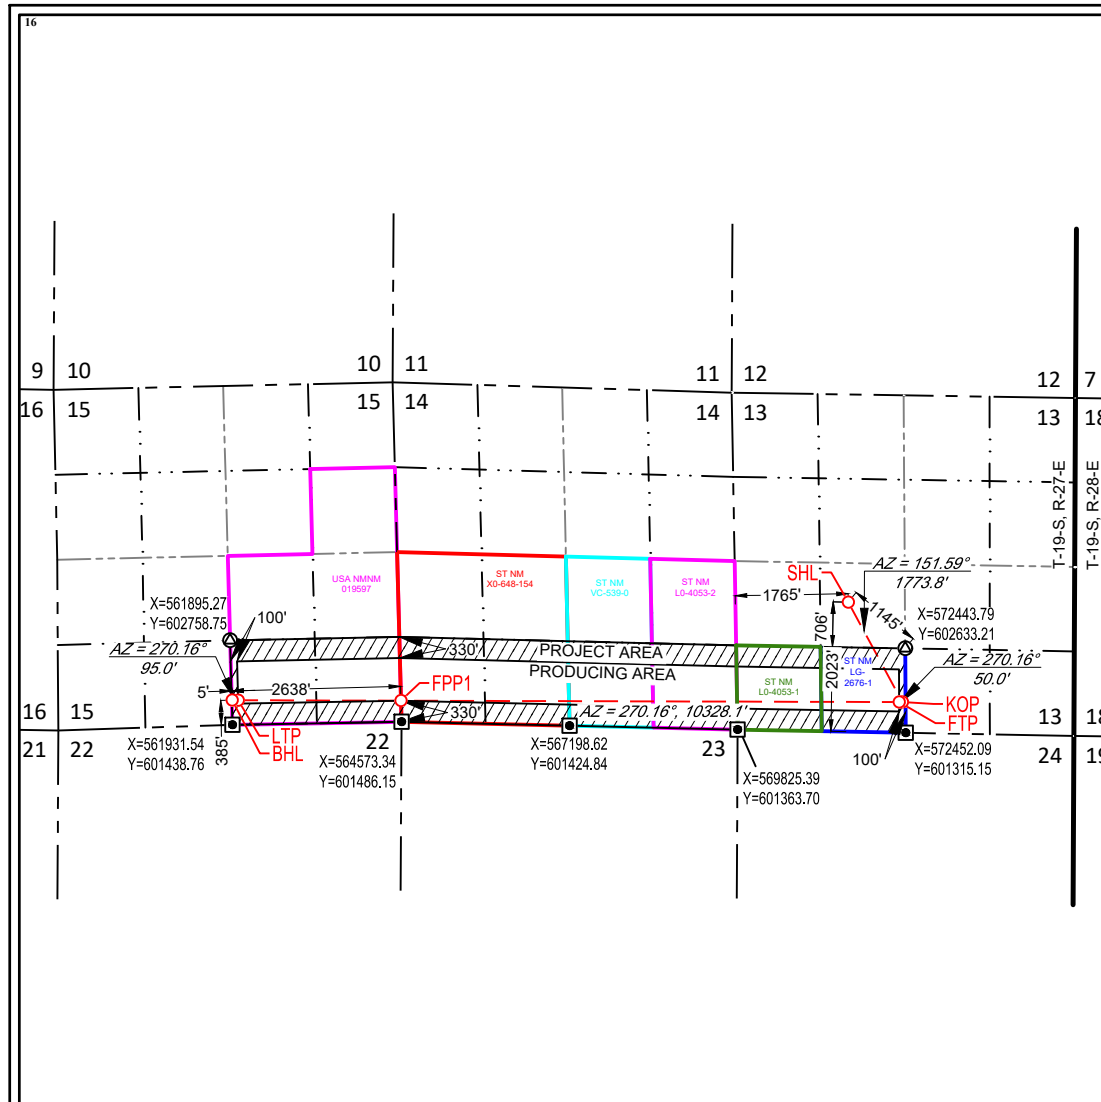 16
9 10
10 11
11 12
12 7
16 15
15 14
14 13
13 18
T-19-S, R-27-E
T-19-S, R-28-E
USA NMNM
019597
ST NM
X0-648-154
ST NM
VC-539-0
ST NM
L0-4053-2
SHL
AZ = 151.59°
1773.8'
1765'
1145'
706'
X=561895.27
Y=602758.75
100'
X=572443.79
Y=602633.21
330'
PROJECT AREA
PRODUCING AREA
2023'
ST NM
LG-
2676-1
ST NM
L0-4053-1
AZ = 270.16°
95.0'
AZ = 270.16°
50.0'
5'
2638'
FPP1
330'
AZ = 270.16°, 10328.1'
KOP
FTP
LTP
BHL
385'
100'
16 15
21 22
22
23
13 18
24 19
X=561931.54
Y=601438.76
X=564573.34
Y=601486.15
X=567198.62
Y=601424.84
X=569825.39
Y=601363.70
X=572452.09
Y=601315.15